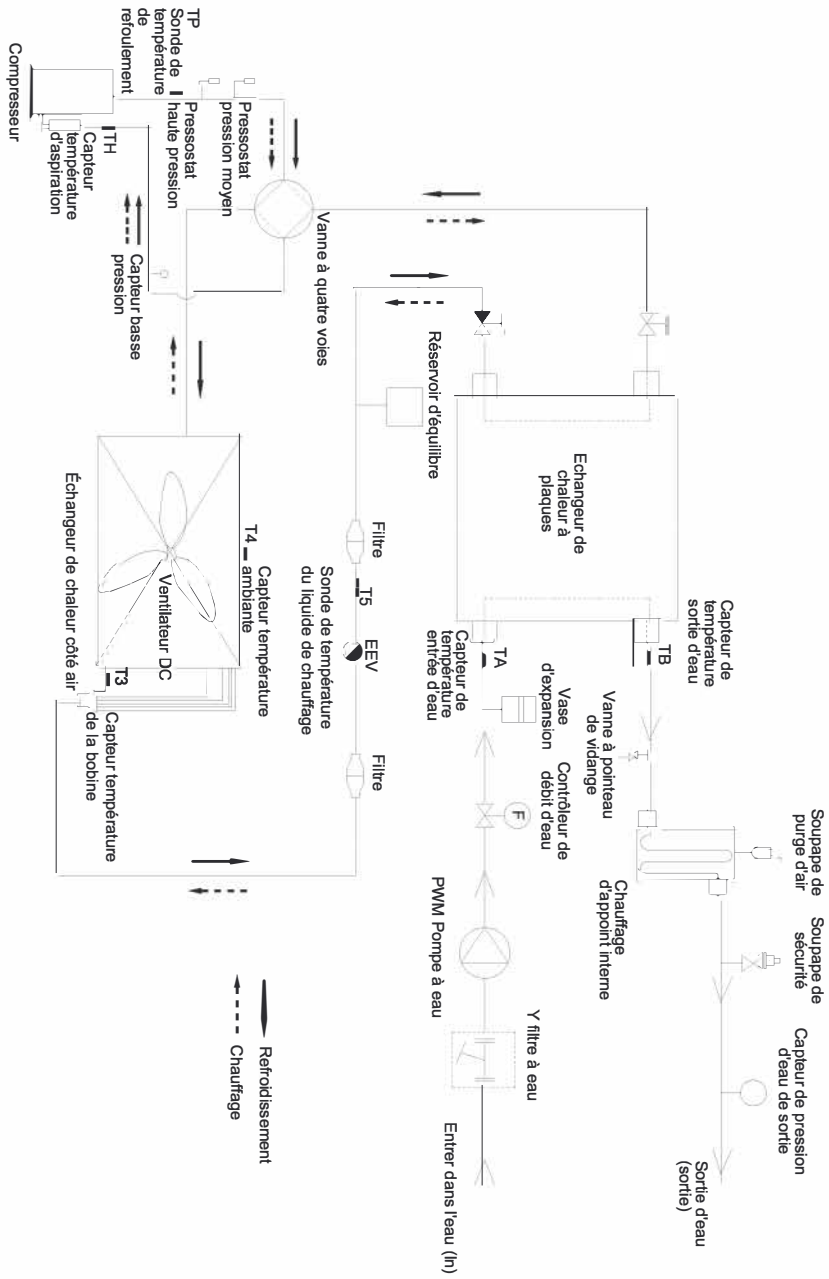 Compresseur
TP
Sonde de
température
de
refoulement
TH
Capteur
température
d'aspiration
Pressostat
haute pression
Pressostat
pression moyen
Capteur basse
pression
Vanne à quatre voies
Réservoir d'équilibre
Echangeur de
chaleur à
plaques
Capteur de
température
sortie d'eau
TB
TA
Capteur de
température
entrée d'eau
Vase
d'expansion
Vanne à pointeau
de vidange
Contrôleur de
débit d'eau
F
Soupape de
purge d'air
Chauffage
d'appoint interne
Soupape de
sécurité
Capteur de pression
d'eau de sortie
Sortie d'eau
(sortie)
PWM Pompe à eau
Y filtre à eau
Entrer dans l'eau (In)
Filtre
T5
Sonde de température
du liquide de chauffage
EEV
Filtre
T4
Capteur température
ambiante
Ventilateur DC
Échangeur de chaleur côté air
T3
Capteur température
de la bobine
Refroidissement
Chauffage